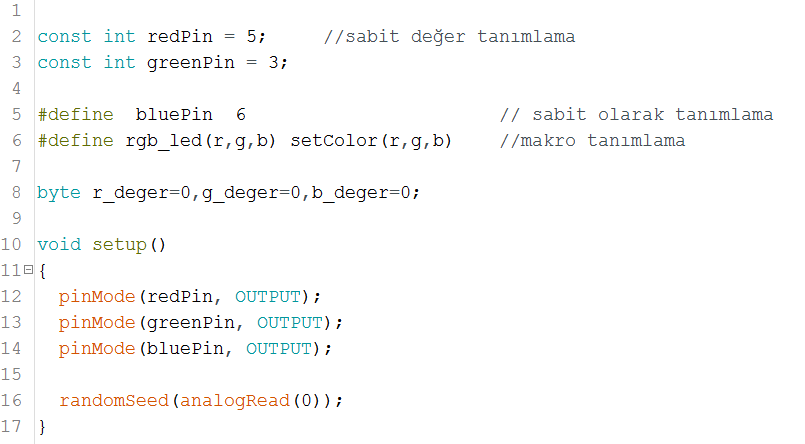 1
2 const int redPin = 5;     //sabit değer tanımlama
3 const int greenPin = 3;
4
5 #define  bluePin  6                       // sabit olarak tanımlama
6 #define rgb_led(r,g,b) setColor(r,g,b)    //makro tanımlama
7
8 byte r_deger=0,g_deger=0,b_deger=0;
9
10 void setup()
11 {
12   pinMode(redPin, OUTPUT);
13   pinMode(greenPin, OUTPUT);
14   pinMode(bluePin, OUTPUT);
15
16   randomSeed(analogRead(0));
17 }